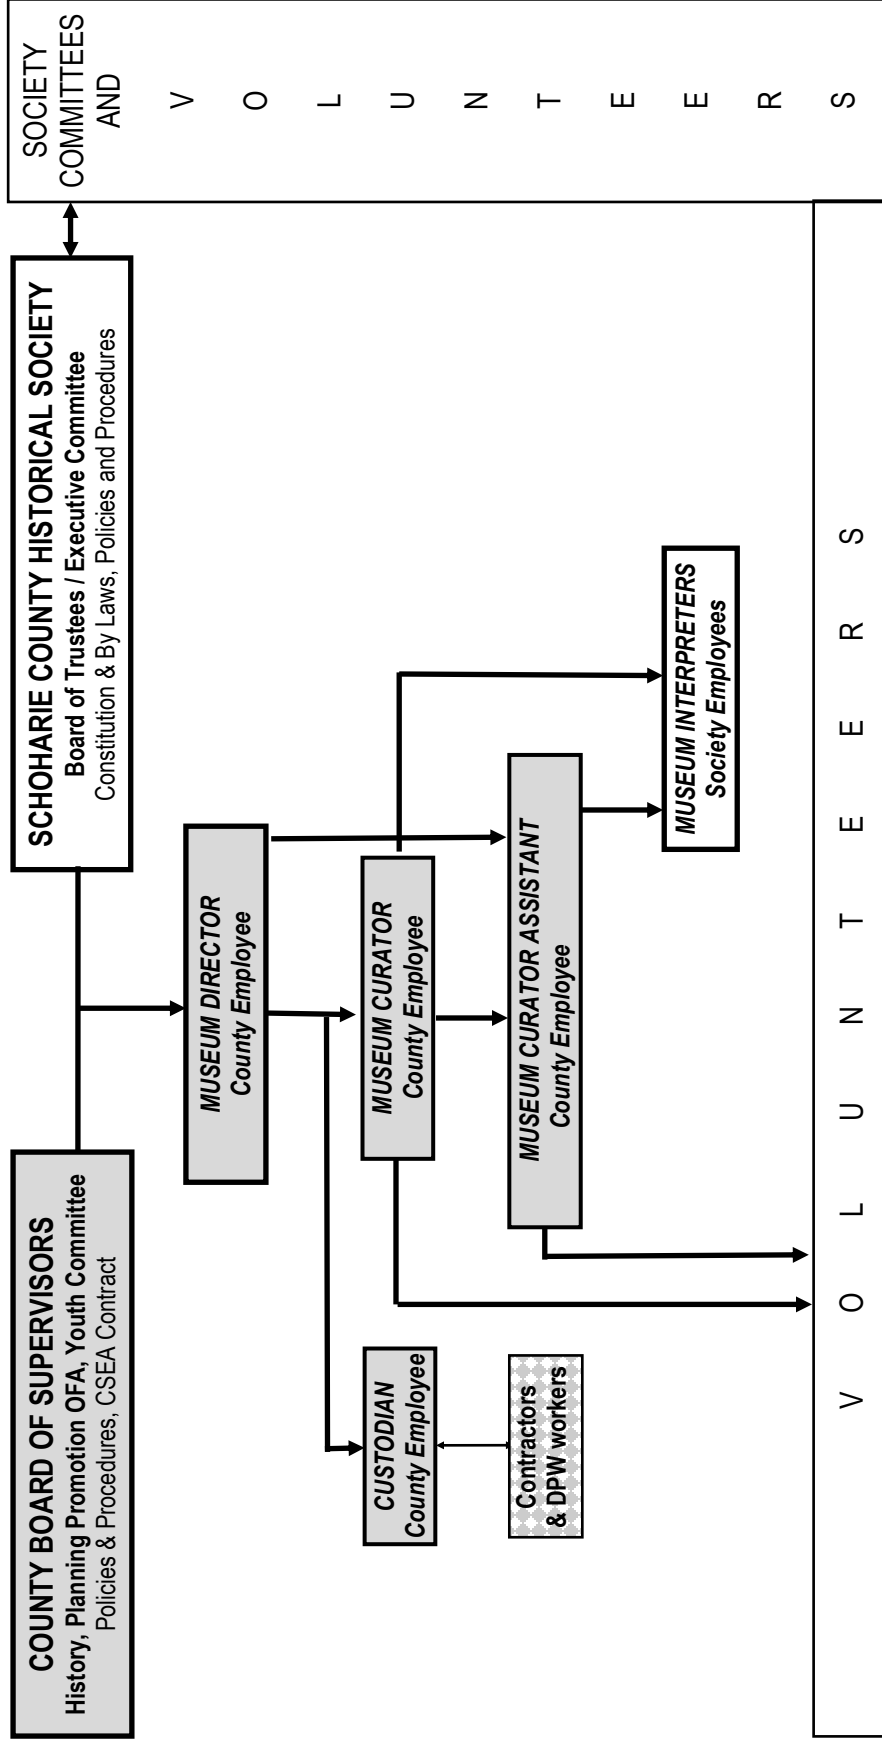 COUNTY BOARD OF SUPERVISORS
History, Planning Promotion OFA, Youth Committee
Policies & Procedures, CSEA Contract
SCHOHARIE COUNTY HISTORICAL SOCIETY
Board of Trustees / Executive Committee
Constitution & By Laws, Policies and Procedures
SOCIETY
COMMITTEES
AND
V
O
L
U
N
T
E
E
R
S
MUSEUM DIRECTOR
County Employee
CUSTODIAN
County Employee
MUSEUM CURATOR
County Employee
Contractors
& DPW workers
MUSEUM CURATOR ASSISTANT
County Employee
MUSEUM INTERPRETERS
Society Employees
V O L U N T E E R S